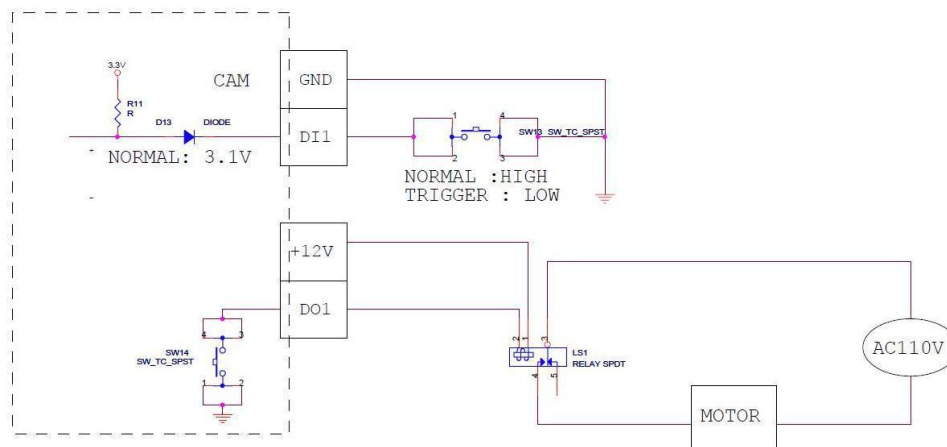 3.3V
CAM
GND
R11
R
D13
DIODE
DI1
1
4
SW13 SW_TC_SPST
2
3
NORMAL: 3.1V
NORMAL :HIGH
TRIGGER : LOW
+
-
+12V
DO1
4
3
SW14
SW_TC_SPST
1
2
2
1
3
LS1
RELAY SPDT
4
5
AC110V
MOTOR